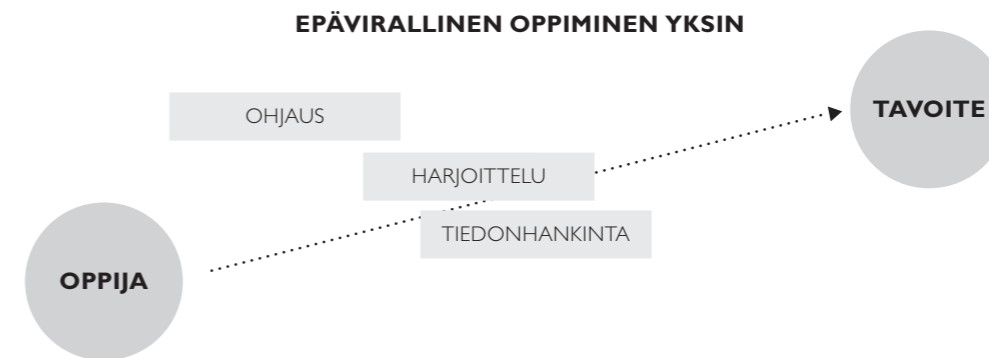 EPÄVIRALLINEN OPPIMINEN YKSIN
TAVOITE
OHJAUS
HARJOITTELU
TIEDONHANKINTA
OPPIJA